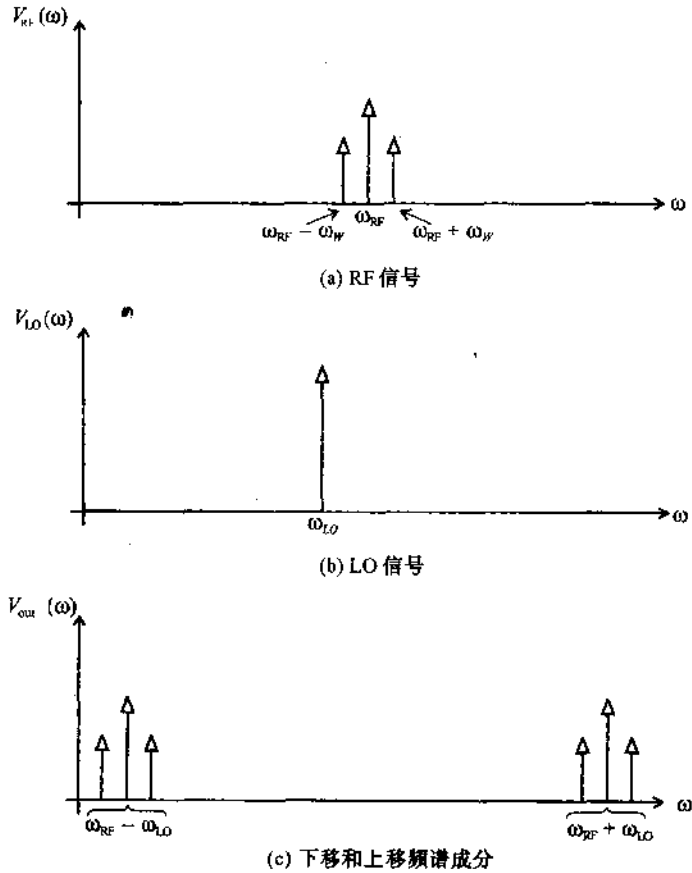 V_RF(ω)
ω_RF
ω
ω_RF − ω_W
ω_RF + ω_W
(a) RF 信号
V_LO(ω)
ω_LO
ω
(b) LO 信号
V_out (ω)
ω
ω_RF − ω_LO
ω_RF + ω_LO
(c) 下移和上移频谱成分